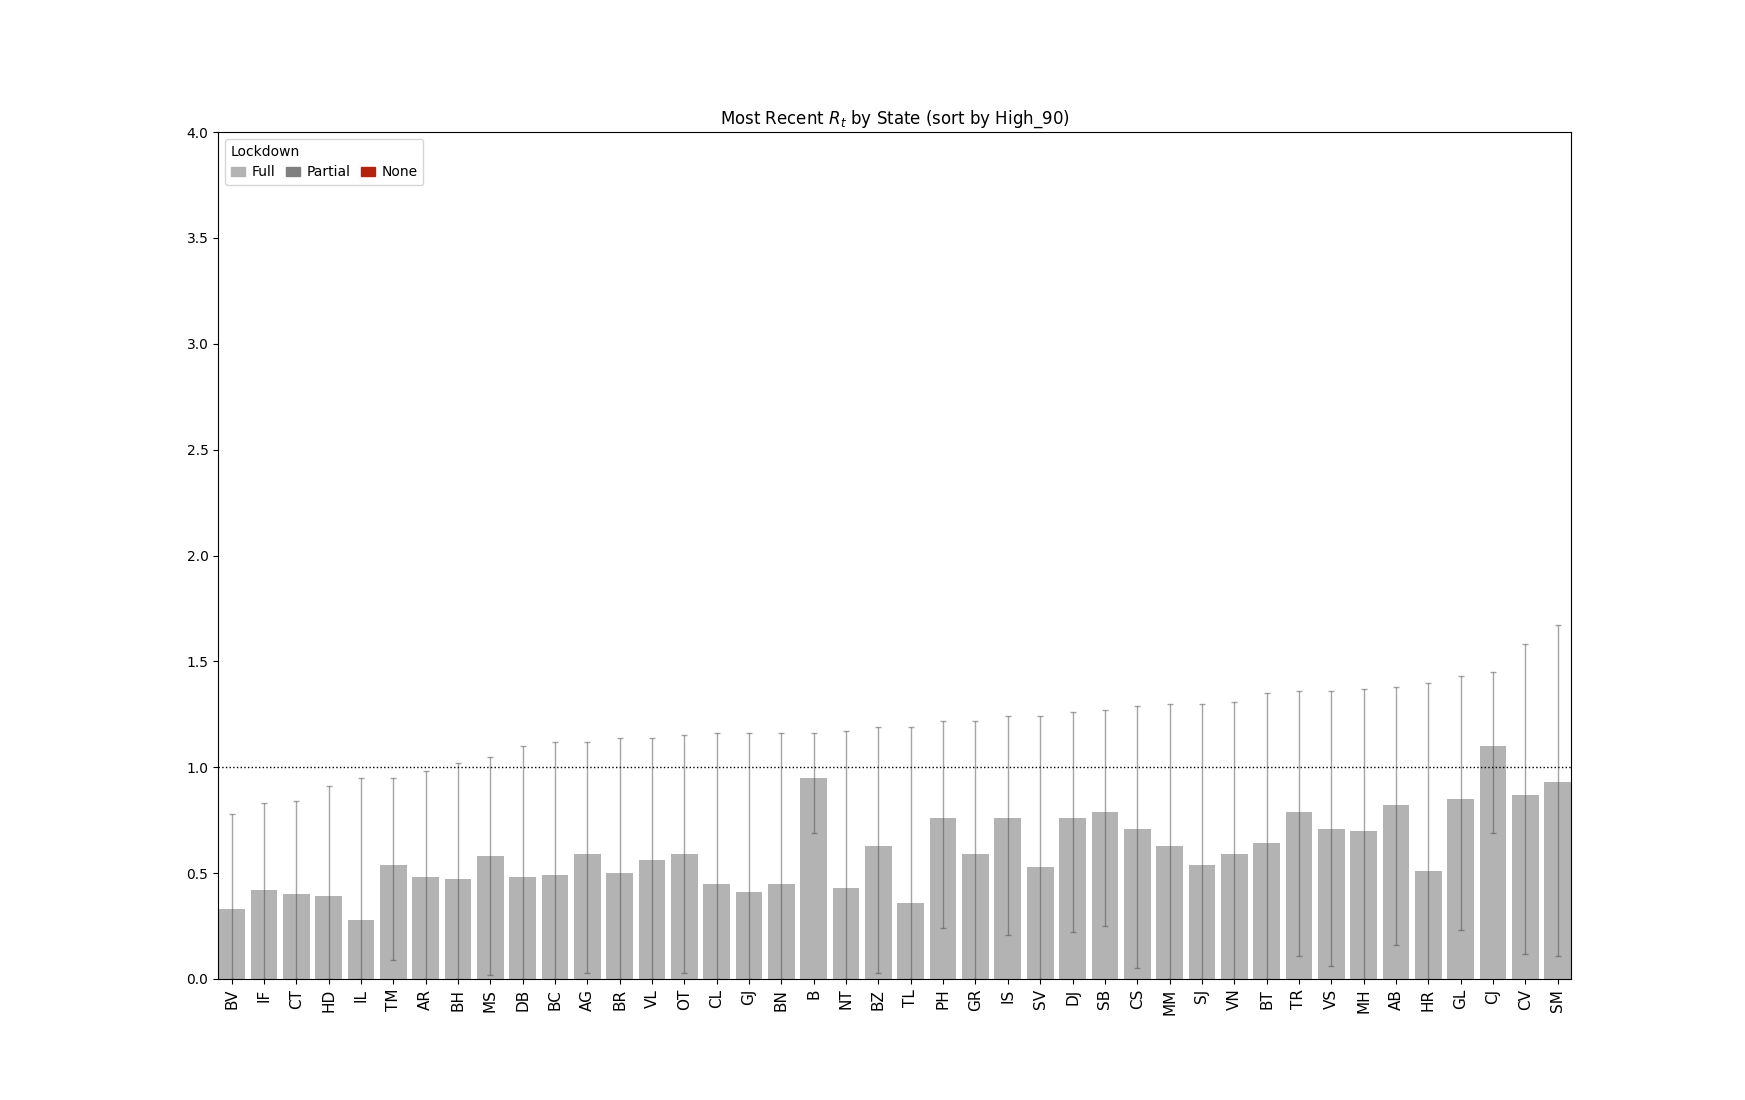 Most Recent Rt by State (sort by High_90)
Lockdown
Full Partial None
4.0
3.5
3.0
2.5
2.0
1.5
1.0
0.5
0.0
BV IF CT HD IL TM AR BH MS DB BC AG BR VL OT CL GJ BN B NT BZ TL PH GR IS SV DJ SB CS MM SJ VN BT TR VS MH AB HR GL CJ CV SM